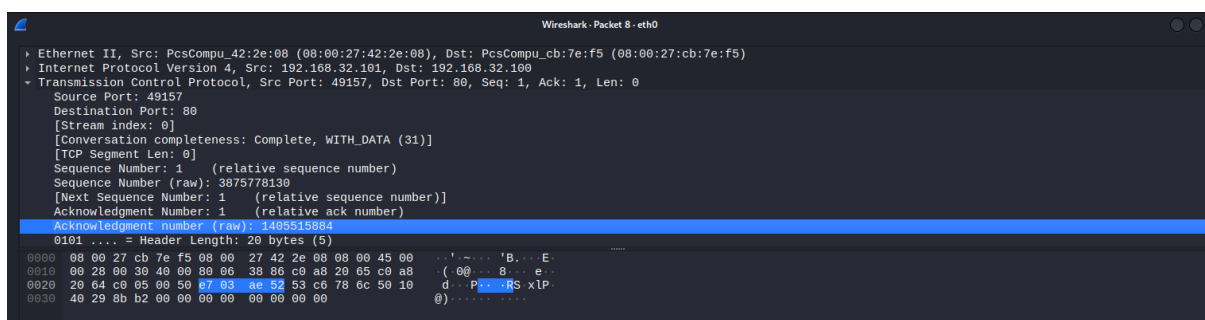 Wireshark · Packet 8 · eth0
Ethernet II, Src: PcsCompu_42:2e:08 (08:00:27:42:2e:08), Dst: PcsCompu_cb:7e:f5 (08:00:27:cb:7e:f5)
Internet Protocol Version 4, Src: 192.168.32.101, Dst: 192.168.32.100
Transmission Control Protocol, Src Port: 49157, Dst Port: 80, Seq: 1, Ack: 1, Len: 0
Source Port: 49157
Destination Port: 80
[Stream index: 0]
[Conversation completeness: Complete, WITH_DATA (31)]
[TCP Segment Len: 0]
Sequence Number: 1    (relative sequence number)
Sequence Number (raw): 3875778130
[Next Sequence Number: 1    (relative sequence number)]
Acknowledgment Number: 1    (relative ack number)
Acknowledgment number (raw): 1405515884
0101 .... = Header Length: 20 bytes (5)
0000 08 00 27 cb 7e f5 08 00 27 42 2e 08 08 00 45 00 ··'·~··· 'B.···E·
0010 00 28 00 30 40 00 80 06 38 86 c0 a8 20 65 c0 a8 ·(·0@··· 8··· e··
0020 20 64 c0 05 00 50 e7 03 ae 52 53 c6 78 6c 50 10 d···P·· ·RS·xlP·
0030 40 29 8b b2 00 00 00 00 00 00 00 00 @)······ ····